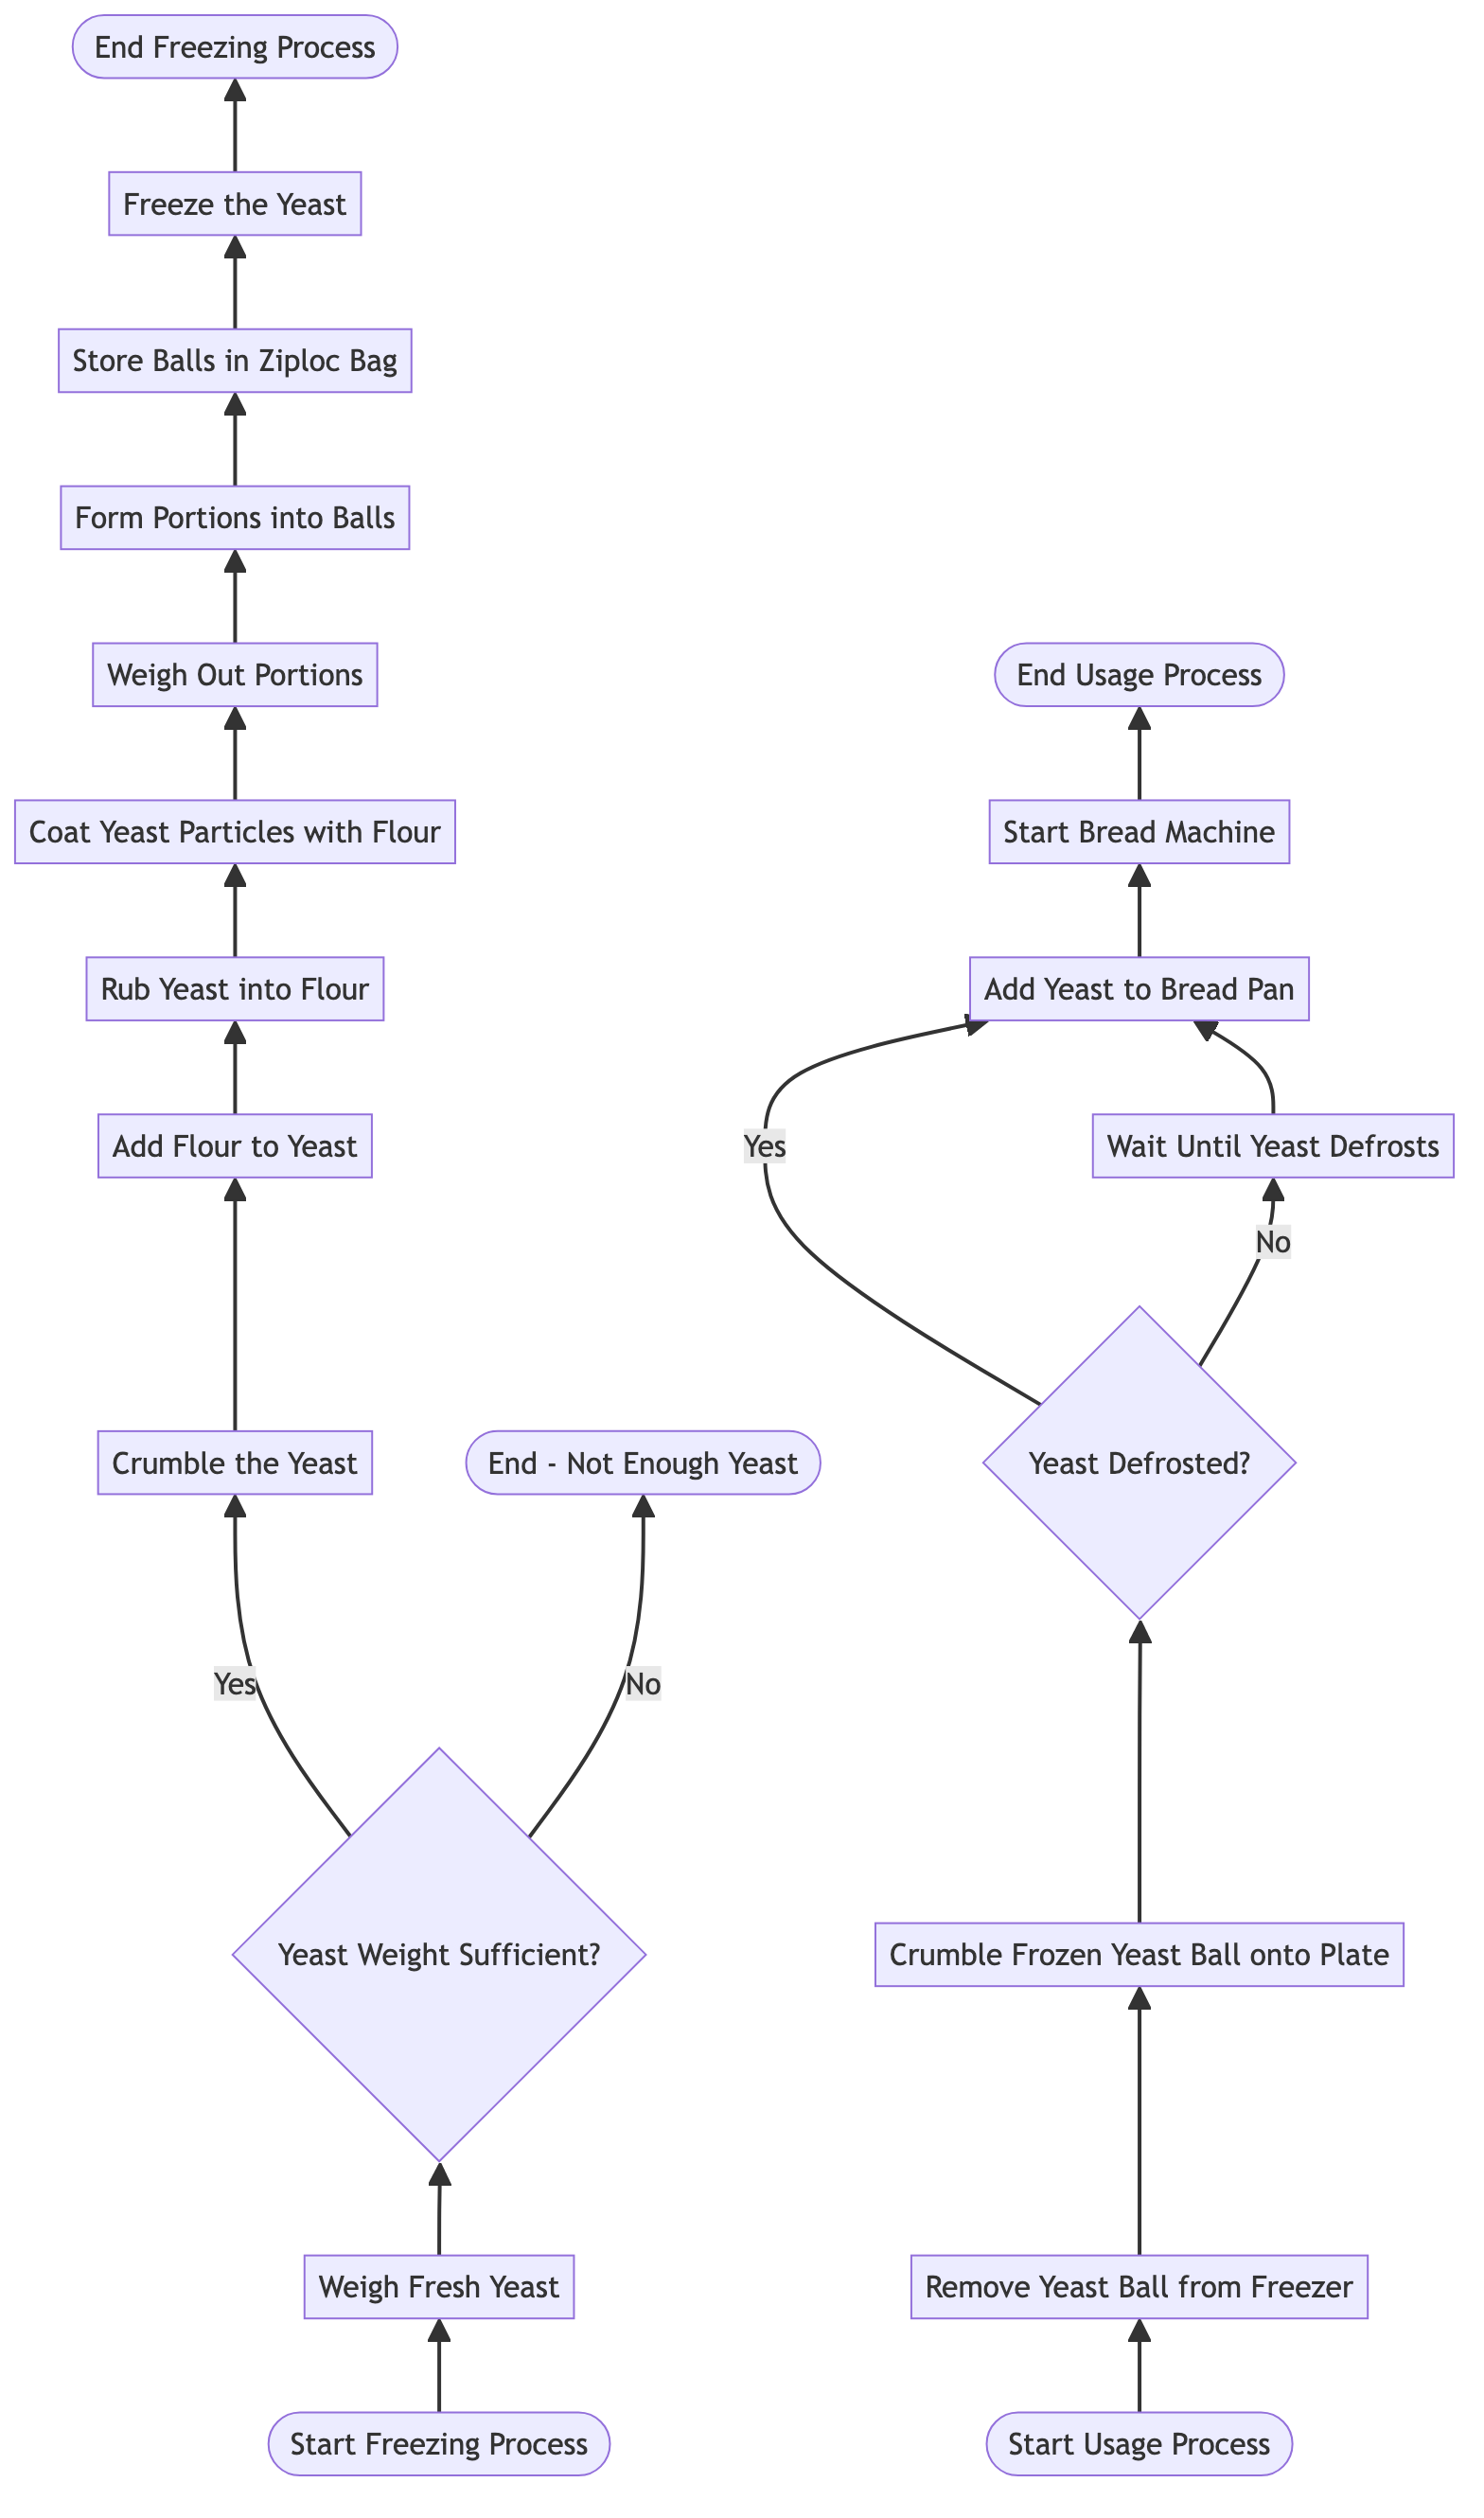 End Freezing Process
Freeze the Yeast
Store Balls in Ziploc Bag
Form Portions into Balls
Weigh Out Portions
Coat Yeast Particles with Flour
Rub Yeast into Flour
Add Flour to Yeast
Crumble the Yeast
End - Not Enough Yeast
Yes
No
Yeast Weight Sufficient?
Weigh Fresh Yeast
Start Freezing Process
End Usage Process
Start Bread Machine
Add Yeast to Bread Pan
Yes
Wait Until Yeast Defrosts
No
Yeast Defrosted?
Crumble Frozen Yeast Ball onto Plate
Remove Yeast Ball from Freezer
Start Usage Process